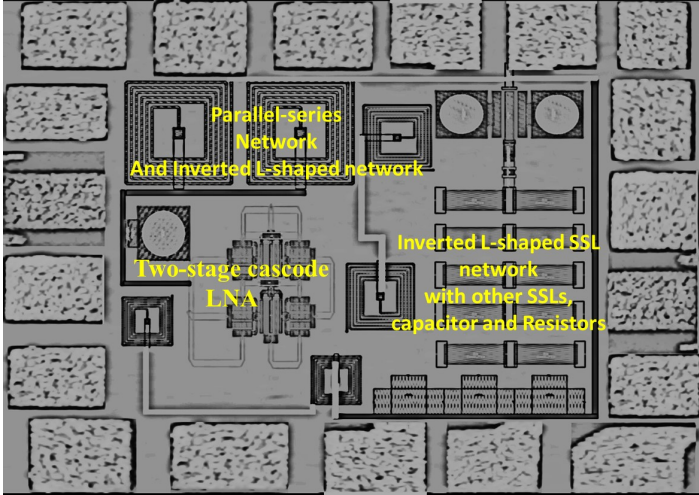 Parallel-series
Network
And Inverted L-shaped network
Two-stage cascode
LNA
Inverted L-shaped SSL
network
with other SSLs,
capacitor and Resistors